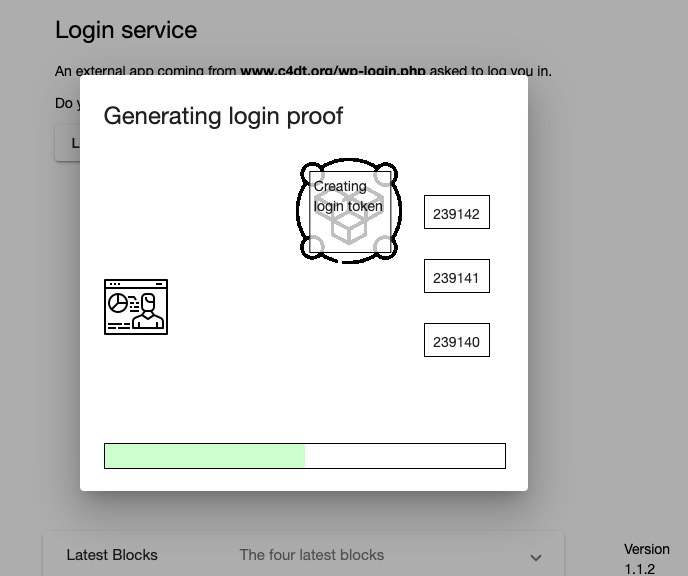 Login service
An external app coming from www.c4dt.org/wp-login.php asked to log you in.
Do y
L
Generating login proof
Creating
login token
239142
239141
239140
Latest Blocks
The four latest blocks
Version
1.1.2